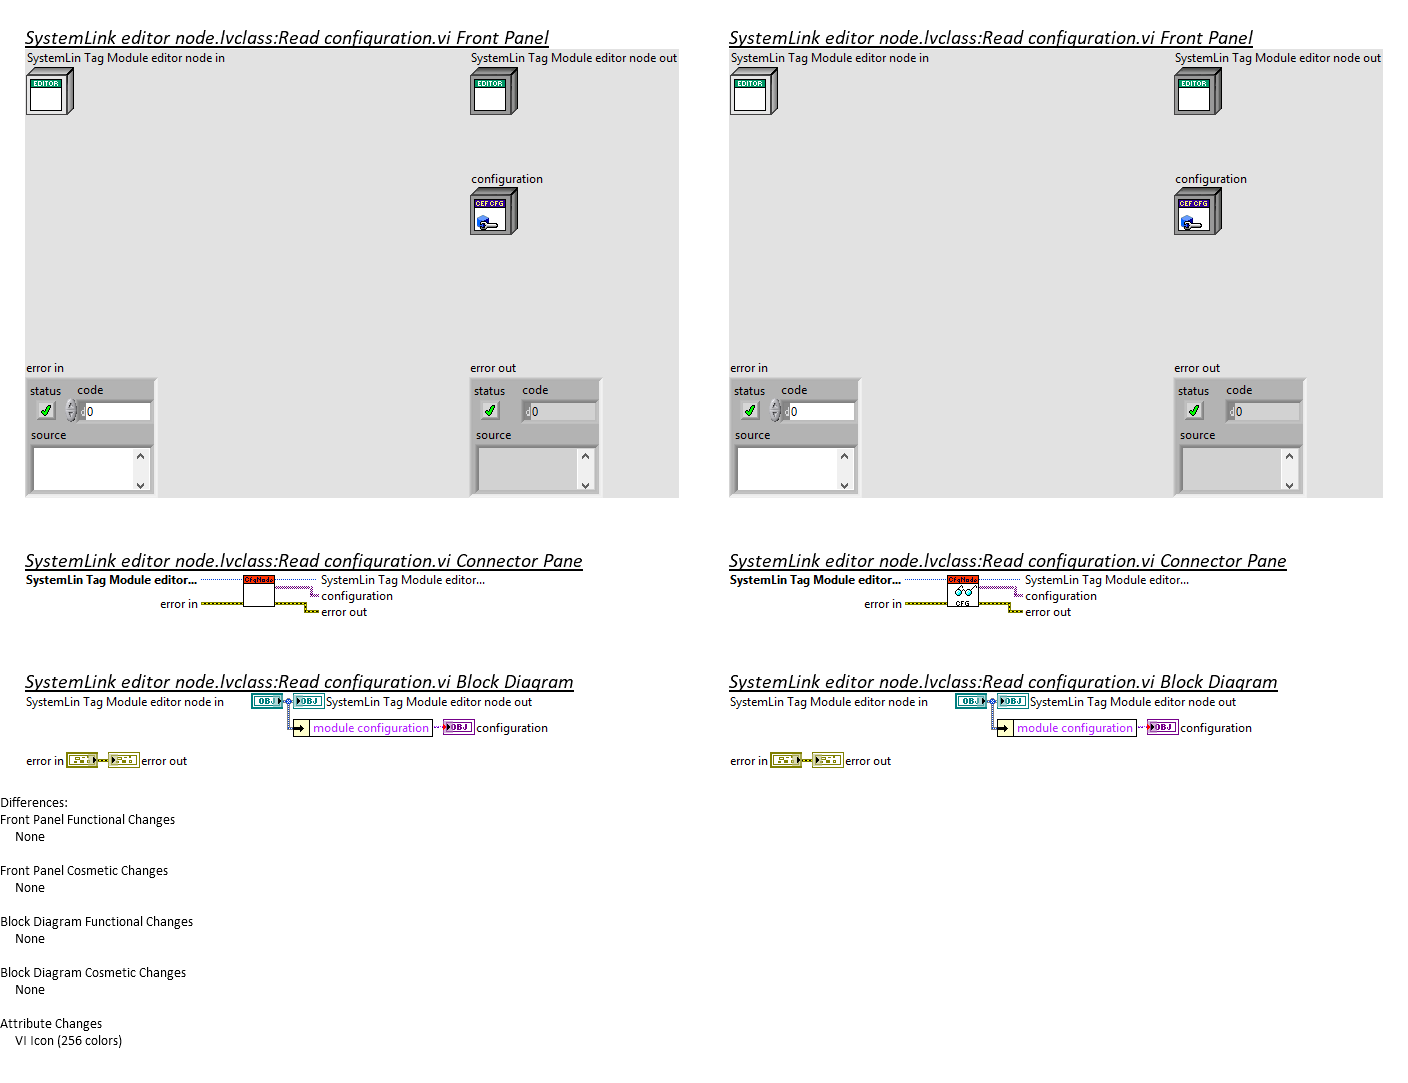 SystemLink editor node.lvclass:Read configuration.vi Front Panel
SystemLin Tag Module editor node in
SystemLin Tag Module editor node out
EDITOR
EDITOR
configuration
CEF CFG
error in
error out
status code
0
source
status code
0
source
SystemLink editor node.lvclass:Read configuration.vi Front Panel
SystemLin Tag Module editor node in
SystemLin Tag Module editor node out
EDITOR
EDITOR
configuration
CEF CFG
error in
error out
status code
0
source
status code
0
source
SystemLink editor node.lvclass:Read configuration.vi Connector Pane
SystemLin Tag Module editor...
CfgNode
SystemLin Tag Module editor...
configuration
error in
error out
SystemLink editor node.lvclass:Read configuration.vi Connector Pane
SystemLin Tag Module editor...
CfgNode
CFG
SystemLin Tag Module editor...
configuration
error in
error out
SystemLink editor node.lvclass:Read configuration.vi Block Diagram
SystemLin Tag Module editor node in
OBJ
OBJ
SystemLin Tag Module editor node out
module configuration
OBJ
configuration
error in
error out
SystemLink editor node.lvclass:Read configuration.vi Block Diagram
SystemLin Tag Module editor node in
OBJ
OBJ
SystemLin Tag Module editor node out
module configuration
OBJ
configuration
error in
error out
Differences:
Front Panel Functional Changes
None
Front Panel Cosmetic Changes
None
Block Diagram Functional Changes
None
Block Diagram Cosmetic Changes
None
Attribute Changes
VI Icon (256 colors)